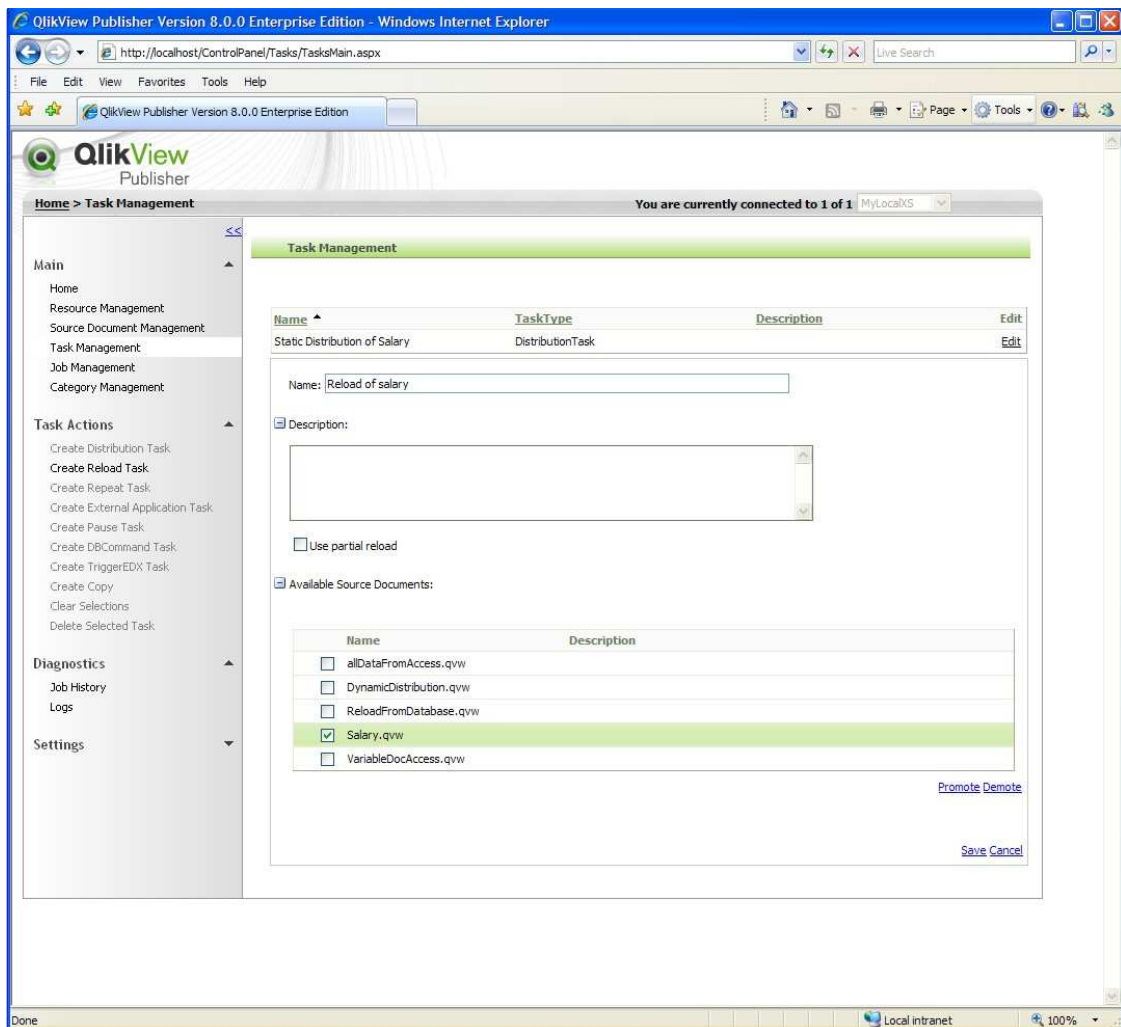 QlikView Publisher Version 8.0.0 Enterprise Edition - Windows Internet Explorer
http://localhost/ControlPanel/Tasks/TasksMain.aspx
Live Search
File Edit View Favorites Tools Help
QlikView Publisher Version 8.0.0 Enterprise Edition
Page Tools
QlikView
Publisher
Home > Task Management
You are currently connected to 1 of 1 MyLocalXS
<<
Main
Home
Resource Management
Source Document Management
Task Management
Job Management
Category Management
Task Actions
Create Distribution Task
Create Reload Task
Create Repeat Task
Create External Application Task
Create Pause Task
Create DBCommand Task
Create TriggerEDX Task
Create Copy
Clear Selections
Delete Selected Task
Diagnostics
Job History
Logs
Settings
Task Management
Name TaskType Description Edit
Static Distribution of Salary DistributionTask Edit
Name: Reload of salary
Description:
Use partial reload
Available Source Documents:
Name Description
allDataFromAccess.qvw
DynamicDistribution.qvw
ReloadFromDatabase.qvw
Salary.qvw
VariableDocAccess.qvw
Promote Demote
Save Cancel
Done
Local intranet
100%